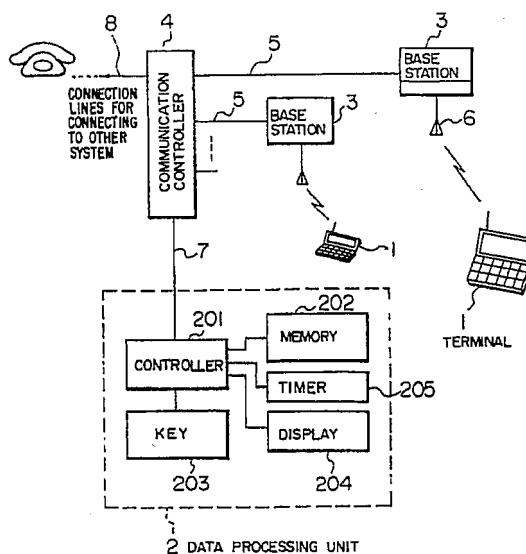 8
4
3
5
BASE
STATION
3
5
BASE
STATION
6
CONNECTION
LINES FOR
CONNECTING
TO OTHER
SYSTEM
COMMUNICATION
CONTROLLER
1
7
1
TERMINAL
202
201
MEMORY
CONTROLLER
TIMER
205
KEY
DISPLAY
203
204
2 DATA PROCESSING UNIT